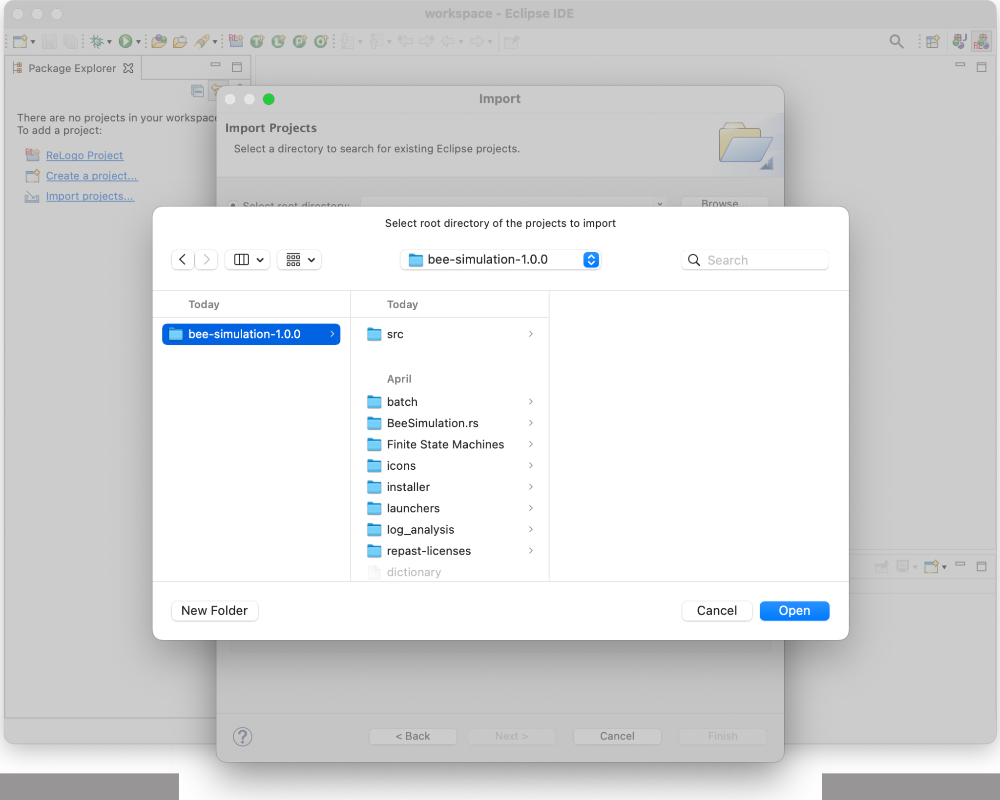 workspace - Eclipse IDE
Package Explorer
There are no projects in your workspace
To add a project:
ReLogo Project
Create a project...
Import projects...
Import
Import Projects
Select a directory to search for existing Eclipse projects.
Select root directory:
Browse...
Select root directory of the projects to import
bee-simulation-1.0.0
Search
Today
Today
bee-simulation-1.0.0
src
April
batch
BeeSimulation.rs
Finite State Machines
icons
installer
launchers
log_analysis
repast-licenses
dictionary
New Folder
Cancel
Open
?
< Back
Next >
Cancel
Finish